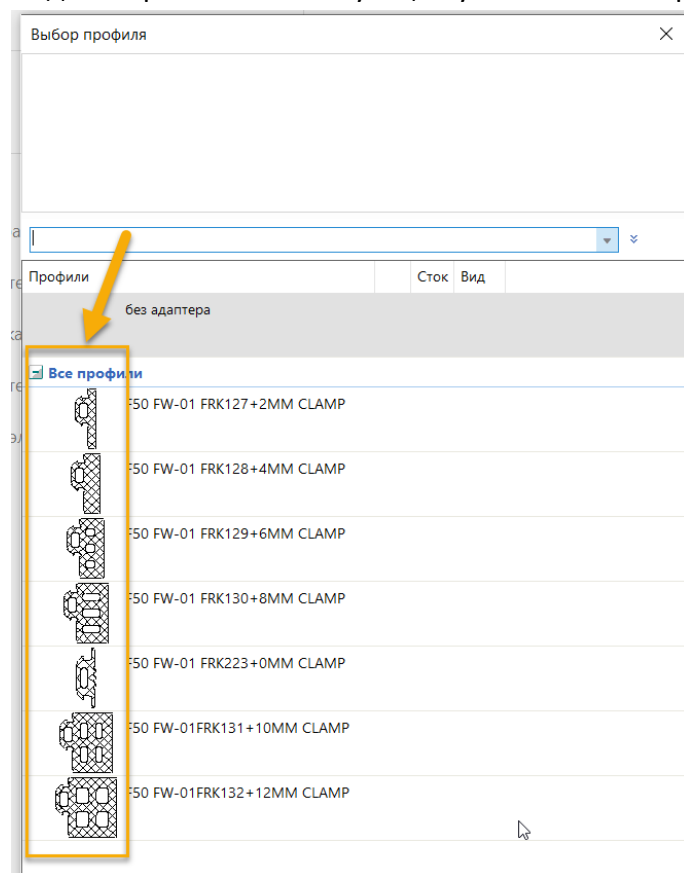 Выбор профиля
Профили Сток Вид
без адаптера
Все профили
F50 FW-01 FRK127+2MM CLAMP
F50 FW-01 FRK128+4MM CLAMP
F50 FW-01 FRK129+6MM CLAMP
F50 FW-01 FRK130+8MM CLAMP
F50 FW-01 FRK223+0MM CLAMP
F50 FW-01FRK131+10MM CLAMP
F50 FW-01FRK132+12MM CLAMP